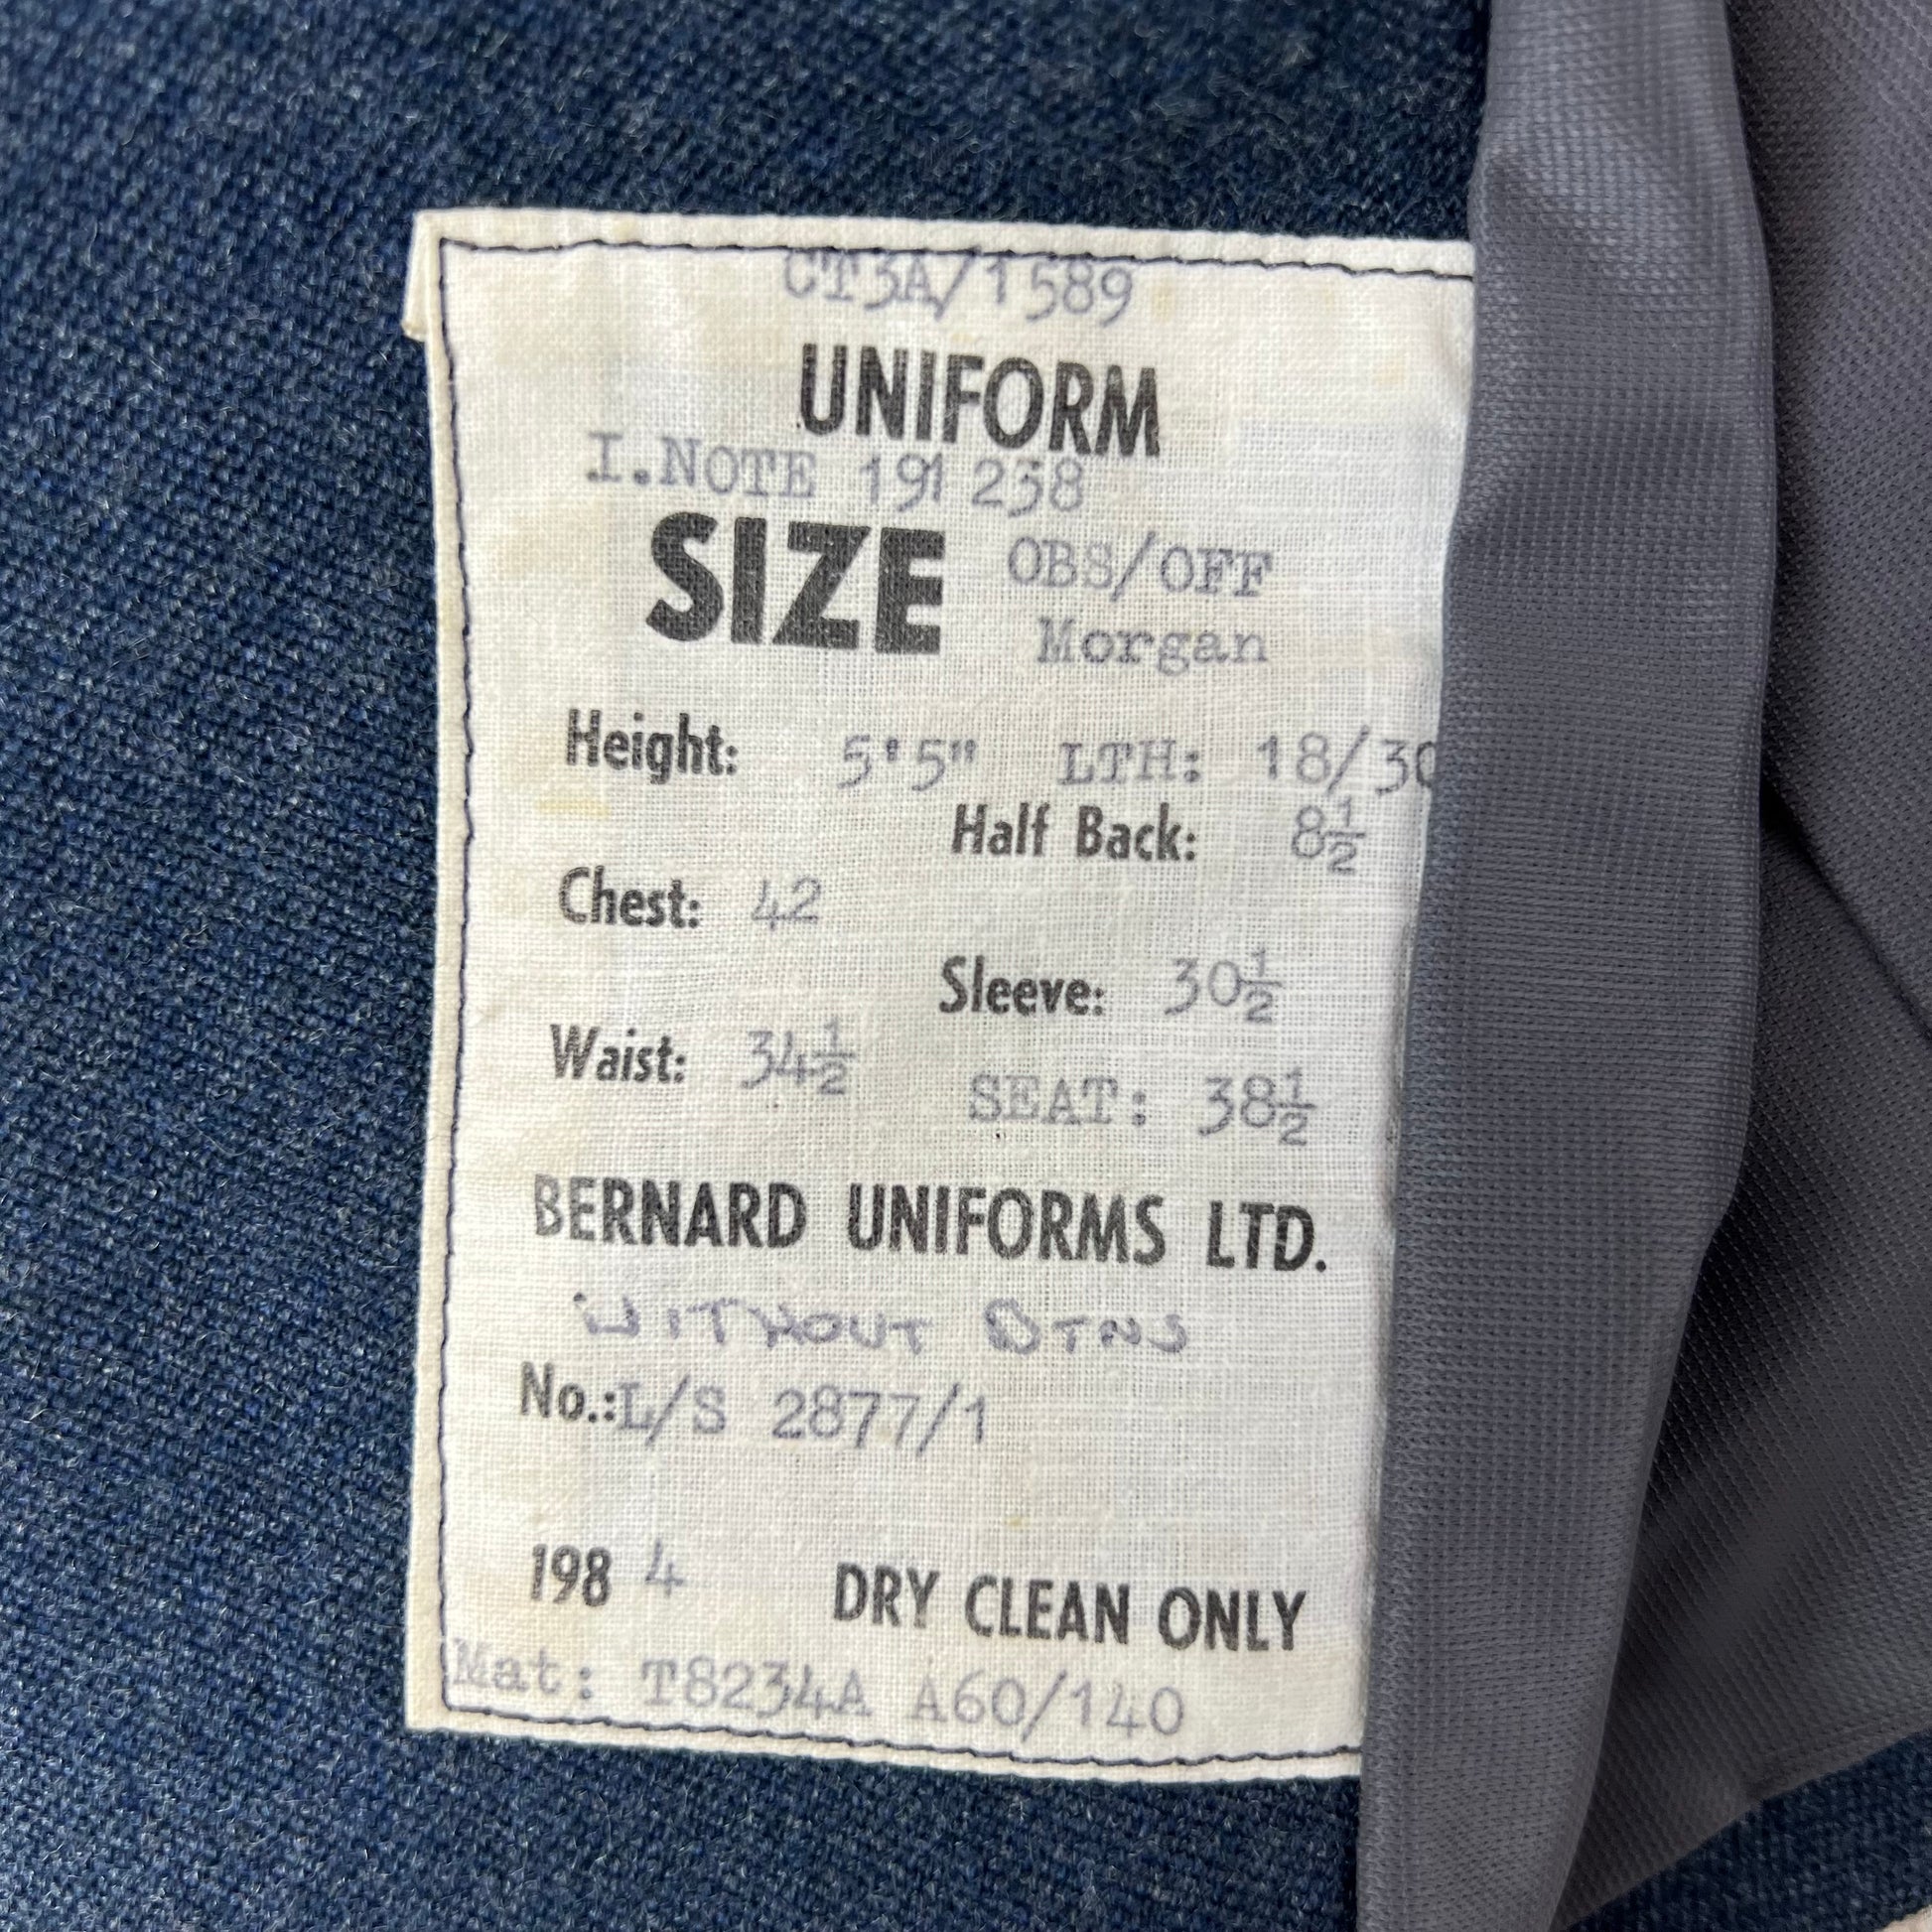 CT3A/1589
UNIFORM
I.NOTE 191238
SIZE OBS/OFF
Morgan
Height: 5'5" LTH: 18/30
Half Back: 8½
Chest: 42
Sleeve: 30½
Waist: 34½
SEAT: 38½
BERNARD UNIFORMS LTD.
WITHOUT BTNS
No.:L/S 2877/1
1984 DRY CLEAN ONLY
Mat: T8234A A60/140